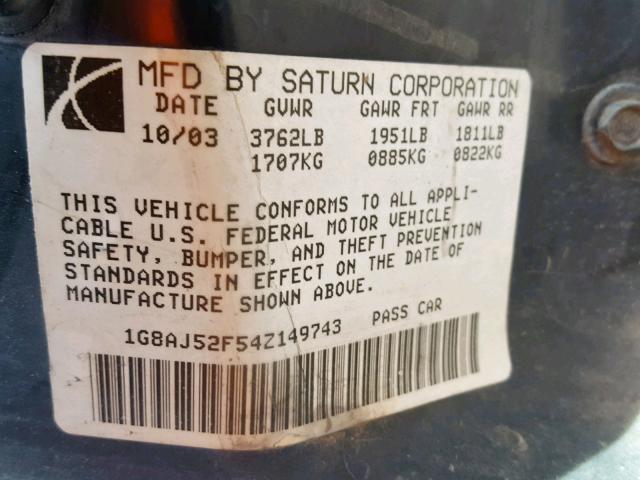 MFD BY SATURN CORPORATION
DATE GVWR GAWR FRT GAWR RR
10/03 3762LB 1951LB 1811LB
1707KG 0885KG 0822KG
THIS VEHICLE CONFORMS TO ALL APPLI-
CABLE U.S. FEDERAL MOTOR VEHICLE
SAFETY, BUMPER, AND THEFT PREVENTION
STANDARDS IN EFFECT ON THE DATE OF
MANUFACTURE SHOWN ABOVE.
1G8AJ52F54Z149743 PASS CAR